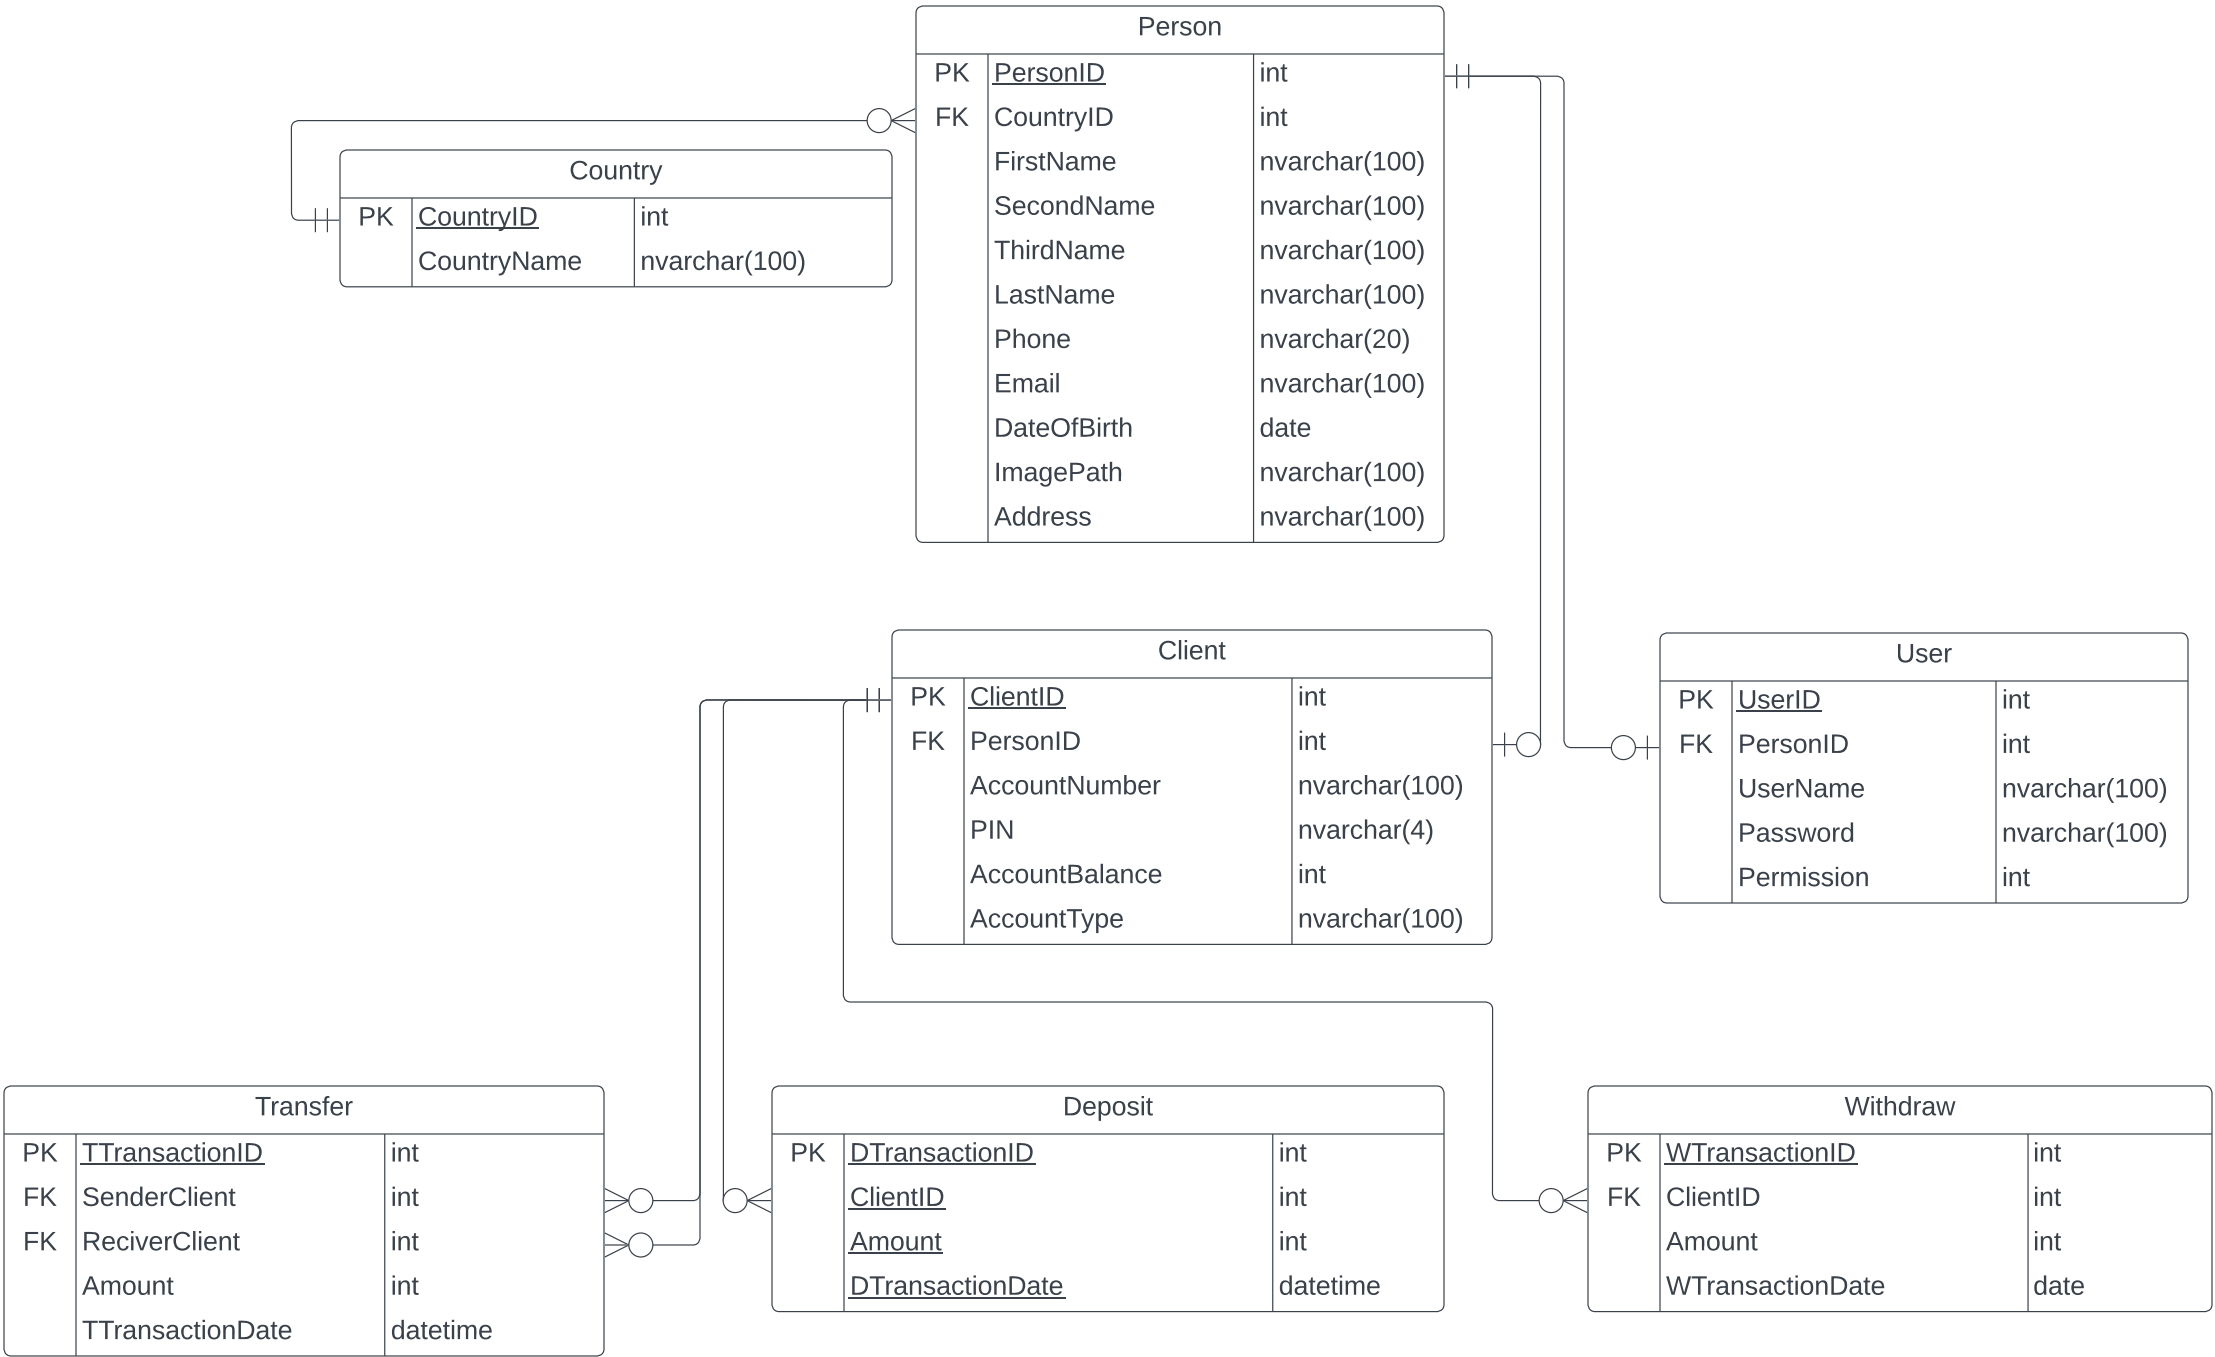 Person
PK PersonID int
FK CountryID int
FirstName nvarchar(100)
SecondName nvarchar(100)
ThirdName nvarchar(100)
LastName nvarchar(100)
Phone nvarchar(20)
Email nvarchar(100)
DateOfBirth date
ImagePath nvarchar(100)
Address nvarchar(100)
Country
PK CountryID int
CountryName nvarchar(100)
Client
PK ClientID int
FK PersonID int
AccountNumber nvarchar(100)
PIN nvarchar(4)
AccountBalance int
AccountType nvarchar(100)
User
PK UserID int
FK PersonID int
UserName nvarchar(100)
Password nvarchar(100)
Permission int
Transfer
PK TTransactionID int
FK SenderClient int
FK ReciverClient int
Amount int
TTransactionDate datetime
Deposit
PK DTransactionID int
ClientID int
Amount int
DTransactionDate datetime
Withdraw
PK WTransactionID int
FK ClientID int
Amount int
WTransactionDate date